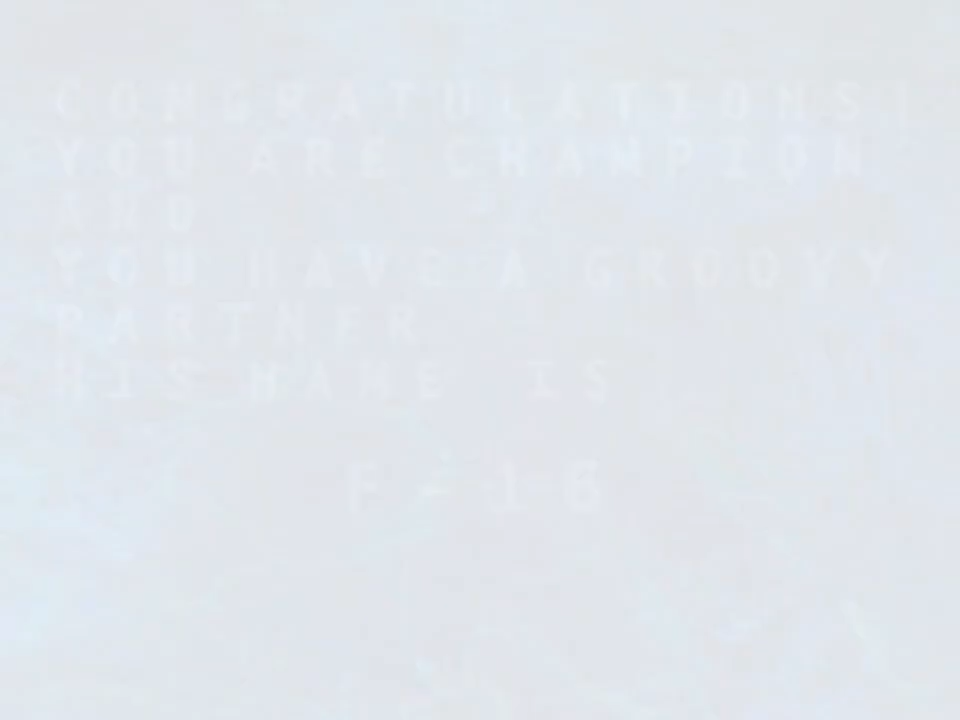 CONGRATULATIONS!
YOU ARE CHAMPION
AND
YOU HAVE A GROOVY
PARTNER
HIS NAME IS
F-16